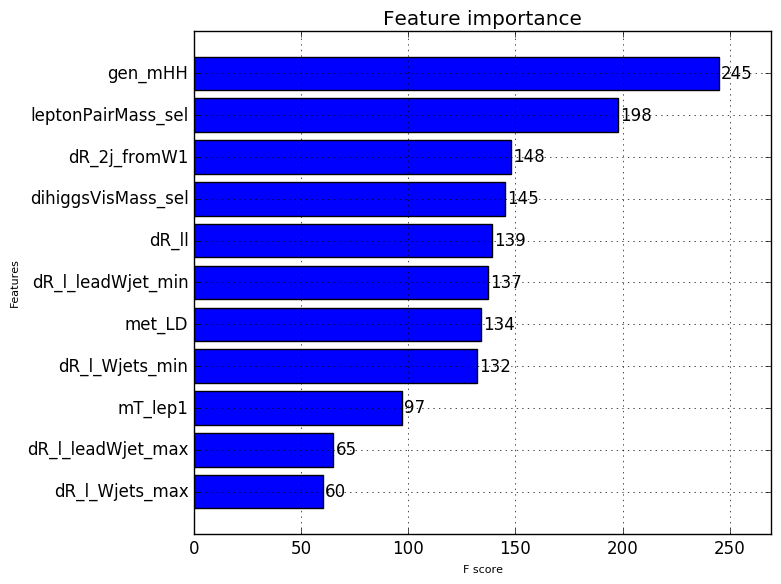 Feature importance
gen_mHH 245
leptonPairMass_sel 198
dR_2j_fromW1 148
dihiggsVisMass_sel 145
dR_ll 139
dR_l_leadWjet_min 137
met_LD 134
dR_l_Wjets_min 132
mT_lep1 97
dR_l_leadWjet_max 65
dR_l_Wjets_max 60
Features
0 50 100 150 200 250
F score